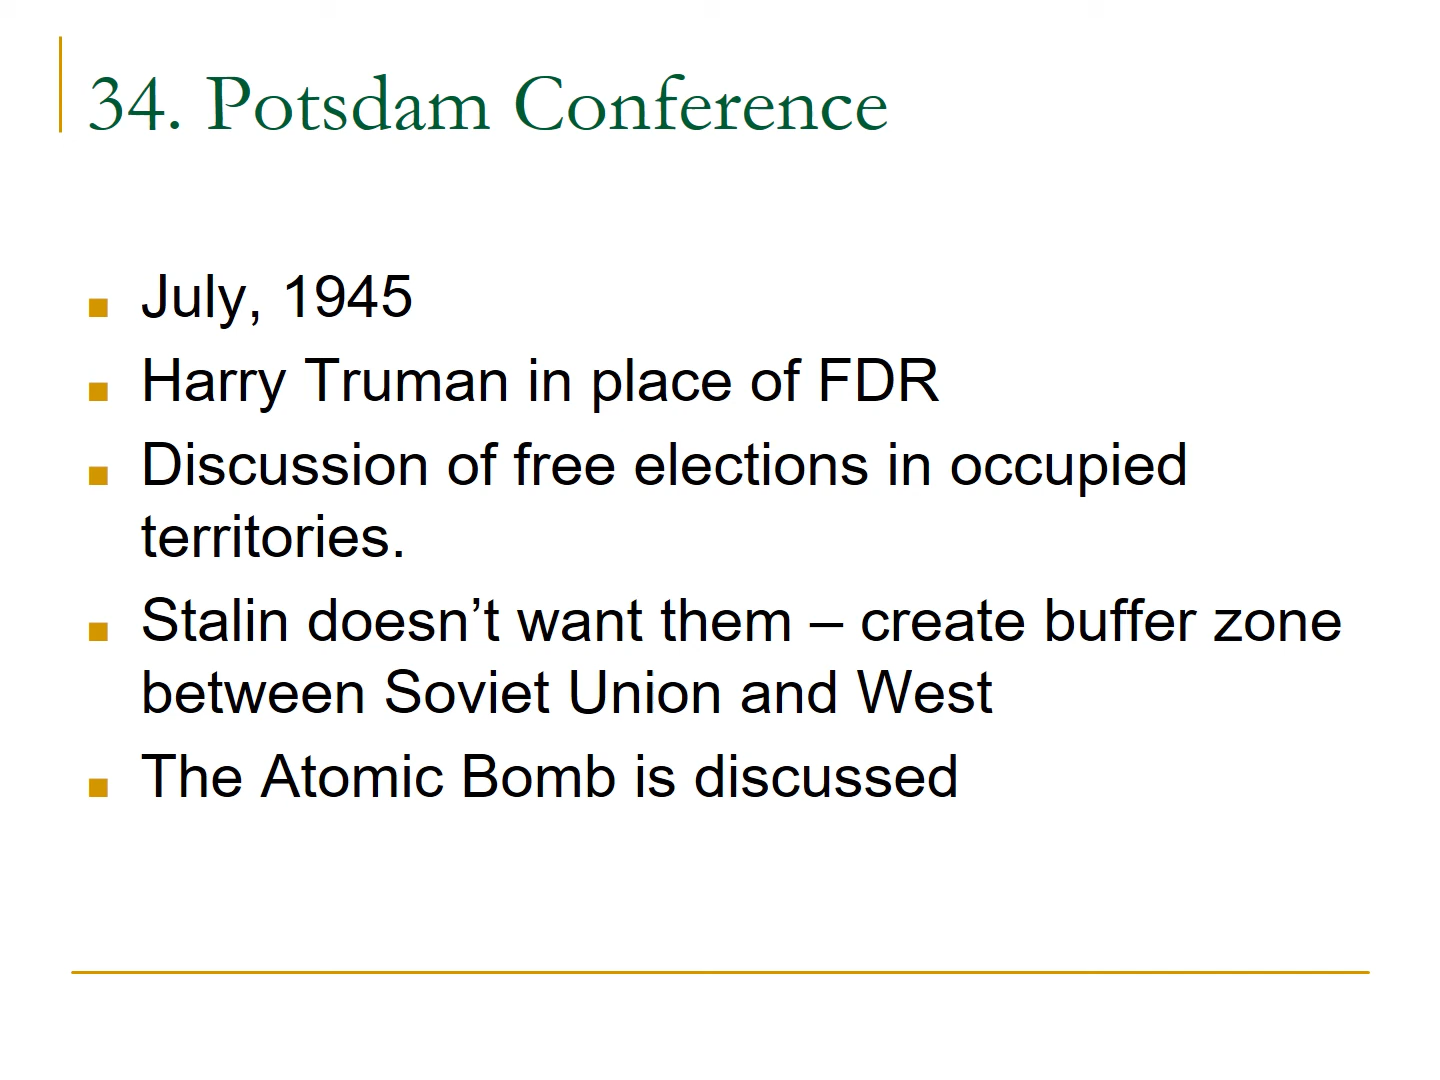 34. Potsdam Conference
July, 1945
Harry Truman in place of FDR
Discussion of free elections in occupied
territories.
Stalin doesn’t want them – create buffer zone
between Soviet Union and West
The Atomic Bomb is discussed